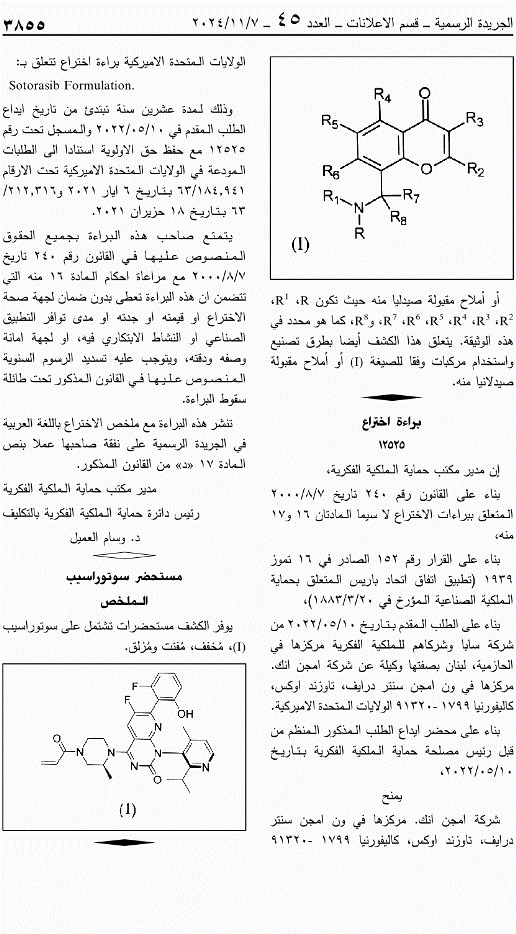 الجريدة الرسمية ــ قسم الاعلانات ــ العدد ٤٥ ــ ٢٠٢٤/١١/٧
٣٨٥٥
R4
O
R5
R3
R6
O
R2
R1
N
R7
R8
R
(I)
أو أملاح مقبولة صيدليا منه حيث تكون R، R1،
R2، R3، R4، R5، R6، R7، وR8، كما هو محدد في
هذه الوثيقة. يتعلق هذا الكشف أيضا بطرق تصنيع
واستخدام مركبات وفقا للصيغة (I) أو أملاح مقبولة
صيدلانيا منه.
براءة اختراع
١٢٥٢٥
إن مدير مكتب حماية الملكية الفكرية،
بناء على القانون رقم ٢٤٠ تاريخ ٢٠٠٠/٨/٧
المتعلق ببراءات الاختراع لا سيما المادتان ١٦ و١٧
منه،
بناء على القرار رقم ١٥٢ الصادر في ١٦ تموز
١٩٣٩ (تطبيق اتفاق اتحاد باريس المتعلق بحماية
الملكية الصناعية المؤرخ في ١٨٨٣/٣/٢٠)،
بناء على الطلب المقدم بتاريخ ٢٠٢٢/٠٥/١٠ من
شركة سابا وشركاهم للملكية الفكرية مركزها في
الحازمية، لبنان بصفتها وكيلة عن شركة امجن انك.
مركزها في ون امجن سنتر درايف، تاوزند اوكس،
كاليفورنيا ١٧٩٩ -٩١٣٢٠ الولايات المتحدة الاميركية.
بناء على محضر ايداع الطلب المذكور المنظم من
قبل رئيس مصلحة حماية الملكية الفكرية بتاريخ
٢٠٢٢/٠٥/١٠،
يمنح
شركة امجن انك. مركزها في ون امجن سنتر
درايف، تاوزند اوكس، كاليفورنيا ١٧٩٩ -٩١٣٢٠
الولايات المتحدة الاميركية براءة اختراع تتعلق بـ:
Sotorasib Formulation.
وذلك لمدة عشرين سنة تبتدئ من تاريخ ايداع
الطلب المقدم في ٢٠٢٢/٠٥/١٠ والمسجل تحت رقم
١٢٥٢٥ مع حفظ حق الاولوية استنادا الى الطلبات
المودعة في الولايات المتحدة الاميركية تحت الارقام
٦٣/١٨٤,٩٤١ بتاريخ ٦ ايار ٢٠٢١ و٢١٢,٣١٦/
٦٣ بتاريخ ١٨ حزيران ٢٠٢١.
يتمتع صاحب هذه البراءة بجميع الحقوق
المنصوص عليها في القانون رقم ٢٤٠ تاريخ
٢٠٠٠/٨/٧ مع مراعاة احكام المادة ١٦ منه التي
تتضمن ان هذه البراءة تعطى بدون ضمان لجهة صحة
الاختراع او قيمته او جدته او مدى توافر التطبيق
الصناعي او النشاط الابتكاري فيه، او لجهة امانة
وصفه ودقته، ويتوجب عليه تسديد الرسوم السنوية
المنصوص عليها في القانون المذكور تحت طائلة
سقوط البراءة.
تنشر هذه البراءة مع ملخص الاختراع باللغة العربية
في الجريدة الرسمية على نفقة صاحبها عملا بنص
المادة ١٧ «د» من القانون المذكور.
مدير مكتب حماية الملكية الفكرية
رئيس دائرة حماية الملكية الفكرية بالتكليف
د. وسام العميل
مستحضر سوتوراسيب
الملخص
يوفر الكشف مستحضرات تشتمل على سوتوراسيب
(I)، مُخفف، مُفتت ومُزلق.
F
F
OH
N
O
N
N
N
N
N
O
(I)